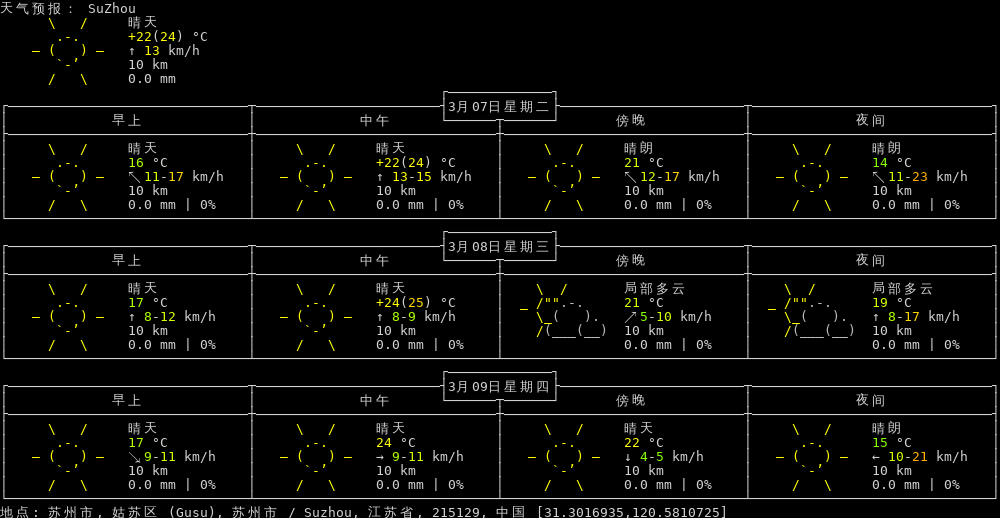 天气预报： SuZhou
晴天
+22(24) °C
↑ 13 km/h
10 km
0.0 mm
3月07日星期二
早上 中午 傍晚 夜间
晴天 晴天 晴朗 晴朗
16 °C +22(24) °C 21 °C 14 °C
↖ 11-17 km/h ↑ 13-15 km/h ↖ 12-17 km/h ↖ 11-23 km/h
10 km 10 km 10 km 10 km
0.0 mm | 0% 0.0 mm | 0% 0.0 mm | 0% 0.0 mm | 0%
3月08日星期三
早上 中午 傍晚 夜间
晴天 晴天 局部多云 局部多云
17 °C +24(25) °C 21 °C 19 °C
↑ 8-12 km/h ↑ 8-9 km/h ↗ 5-10 km/h ↑ 8-17 km/h
10 km 10 km 10 km 10 km
0.0 mm | 0% 0.0 mm | 0% 0.0 mm | 0% 0.0 mm | 0%
3月09日星期四
早上 中午 傍晚 夜间
晴天 晴天 晴天 晴朗
17 °C 24 °C 22 °C 15 °C
↘ 9-11 km/h → 9-11 km/h ↓ 4-5 km/h ← 10-21 km/h
10 km 10 km 10 km 10 km
0.0 mm | 0% 0.0 mm | 0% 0.0 mm | 0% 0.0 mm | 0%
地点: 苏州市, 姑苏区 (Gusu), 苏州市 / Suzhou, 江苏省, 215129, 中国 [31.3016935,120.5810725]